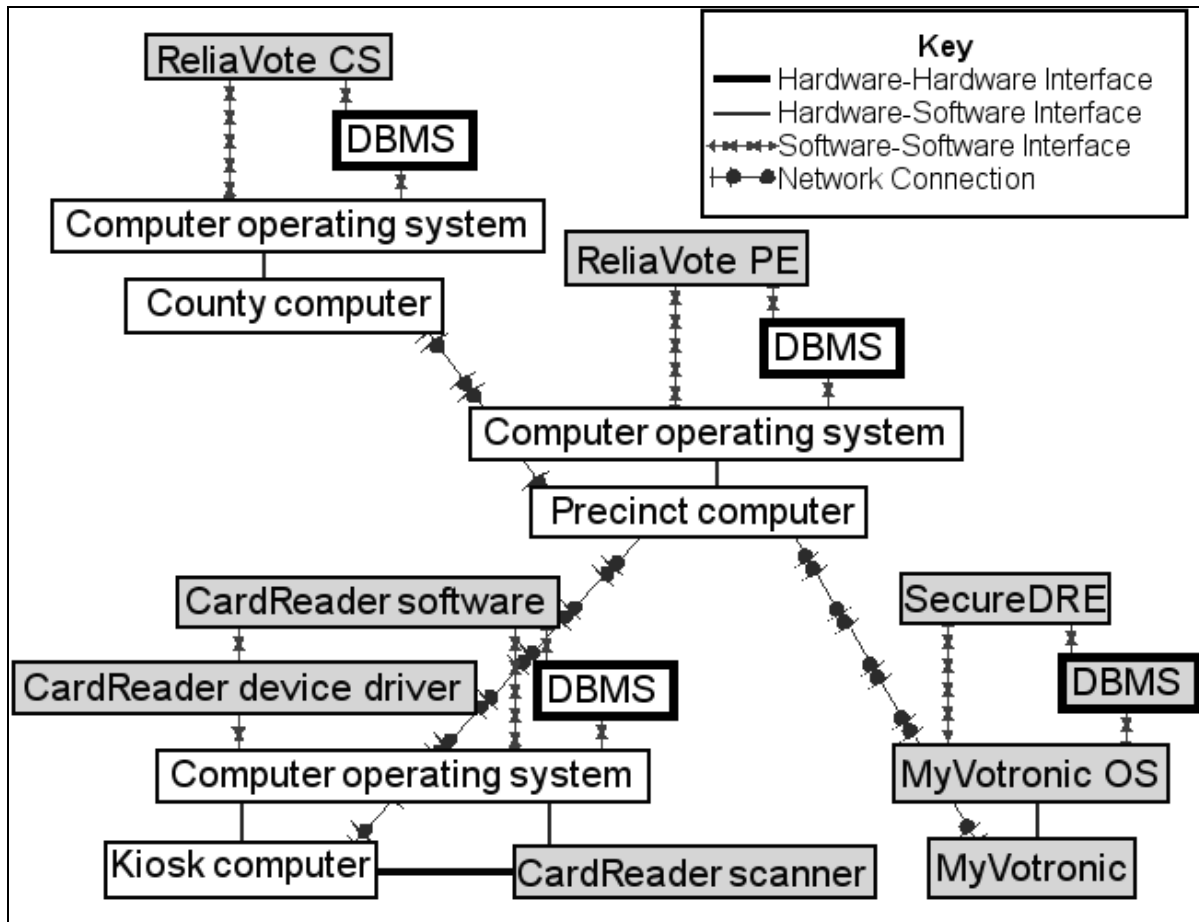 ReliaVote CS
DBMS
Computer operating system
County computer
Key
Hardware-Hardware Interface
Hardware-Software Interface
Software-Software Interface
Network Connection
ReliaVote PE
DBMS
Computer operating system
Precinct computer
CardReader software
CardReader device driver
DBMS
Computer operating system
Kiosk computer
CardReader scanner
SecureDRE
DBMS
MyVotronic OS
MyVotronic